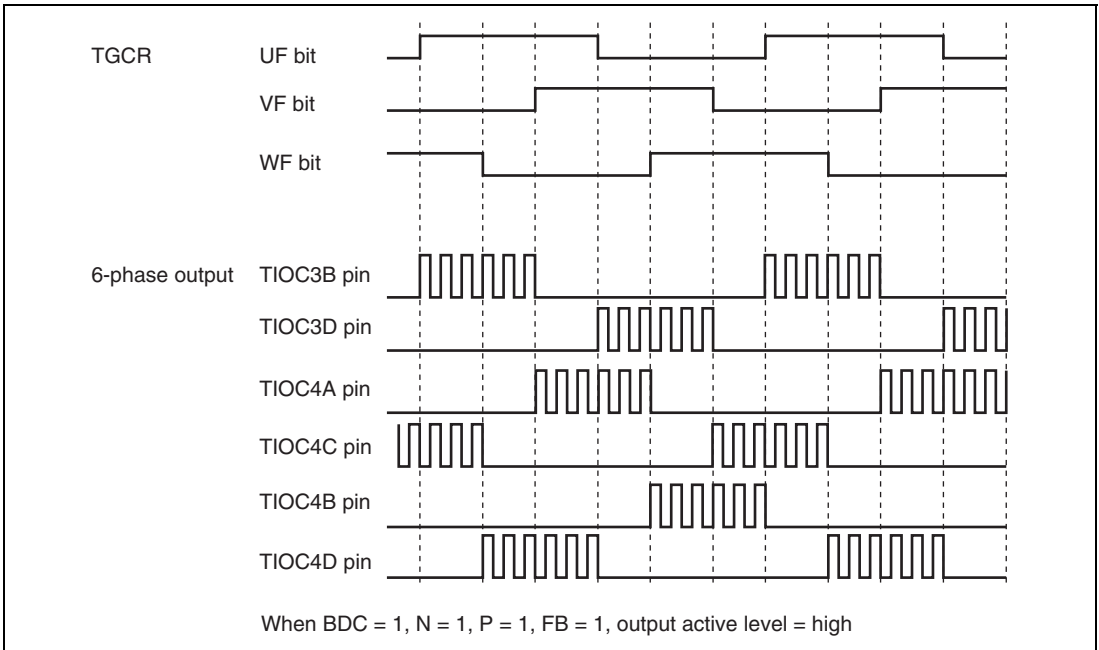 TGCR UF bit
VF bit
WF bit
6-phase output TIOC3B pin
TIOC3D pin
TIOC4A pin
TIOC4C pin
TIOC4B pin
TIOC4D pin
When BDC = 1, N = 1, P = 1, FB = 1, output active level = high